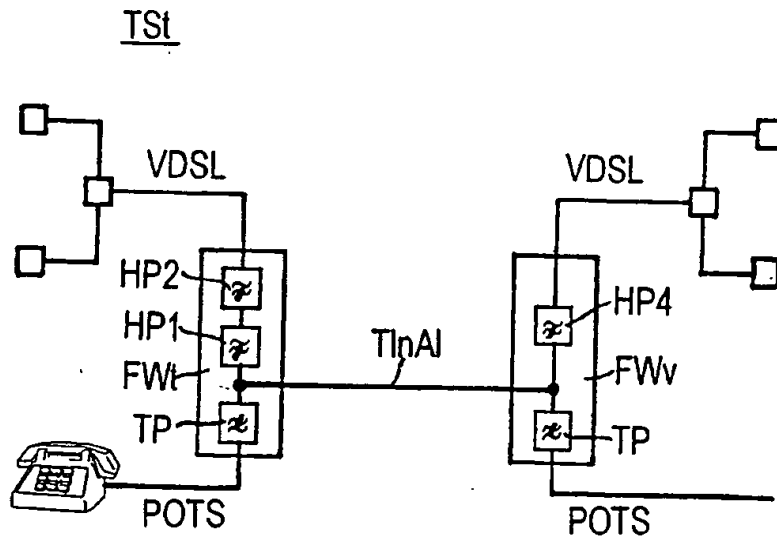 TSt
VDSL
VDSL
HP2
HP1
HP4
TlnAl
FWt
FWv
TP
TP
POTS
POTS